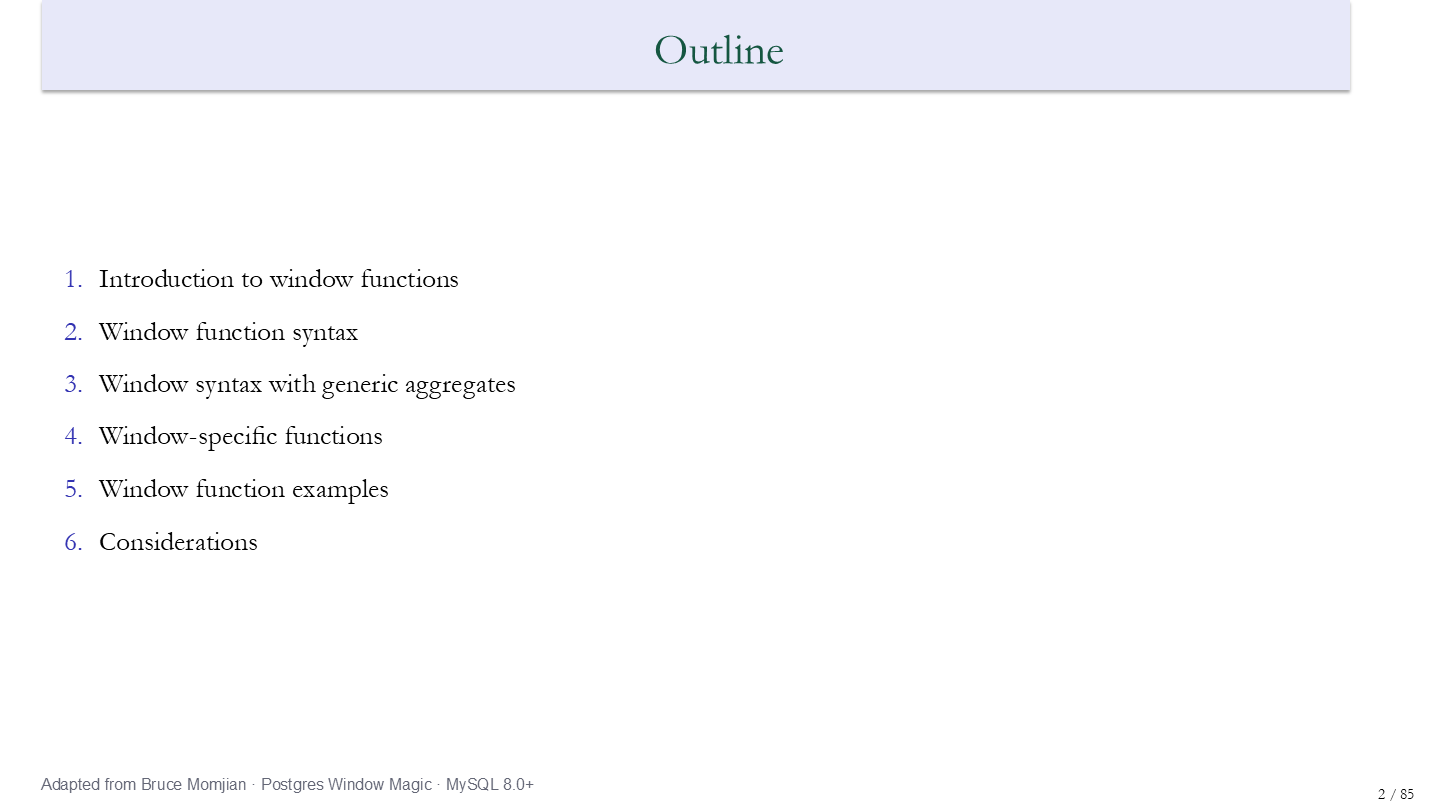 Outline
1. Introduction to window functions
2. Window function syntax
3. Window syntax with generic aggregates
4. Window-specific functions
5. Window function examples
6. Considerations
Adapted from Bruce Momjian · Postgres Window Magic · MySQL 8.0+
2 / 85